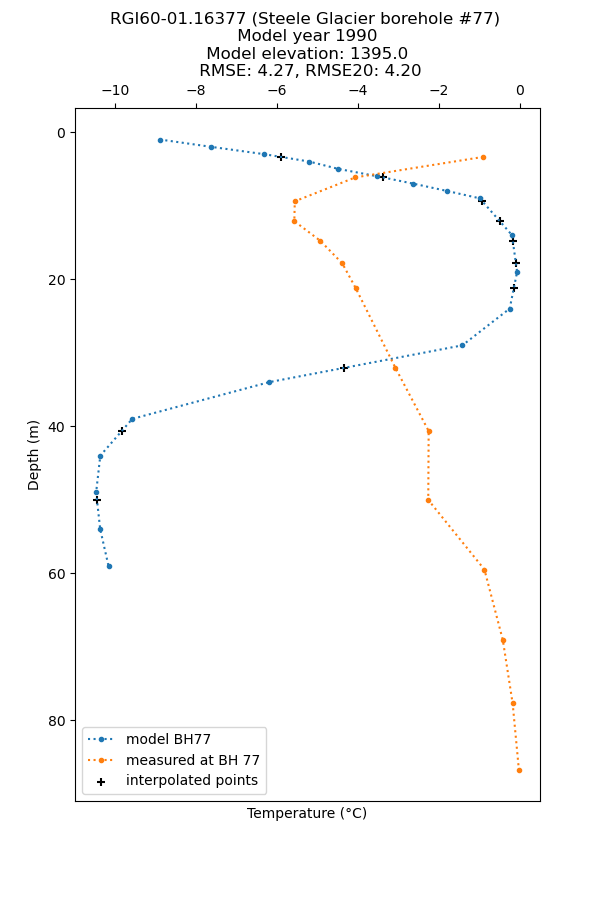 RGI60-01.16377 (Steele Glacier borehole #77)
Model year 1990
Model elevation: 1395.0
RMSE: 4.27, RMSE20: 4.20
−10 −8 −6 −4 −2 0
0
20
40
60
80
Depth (m)
model BH77
measured at BH 77
interpolated points
Temperature (°C)